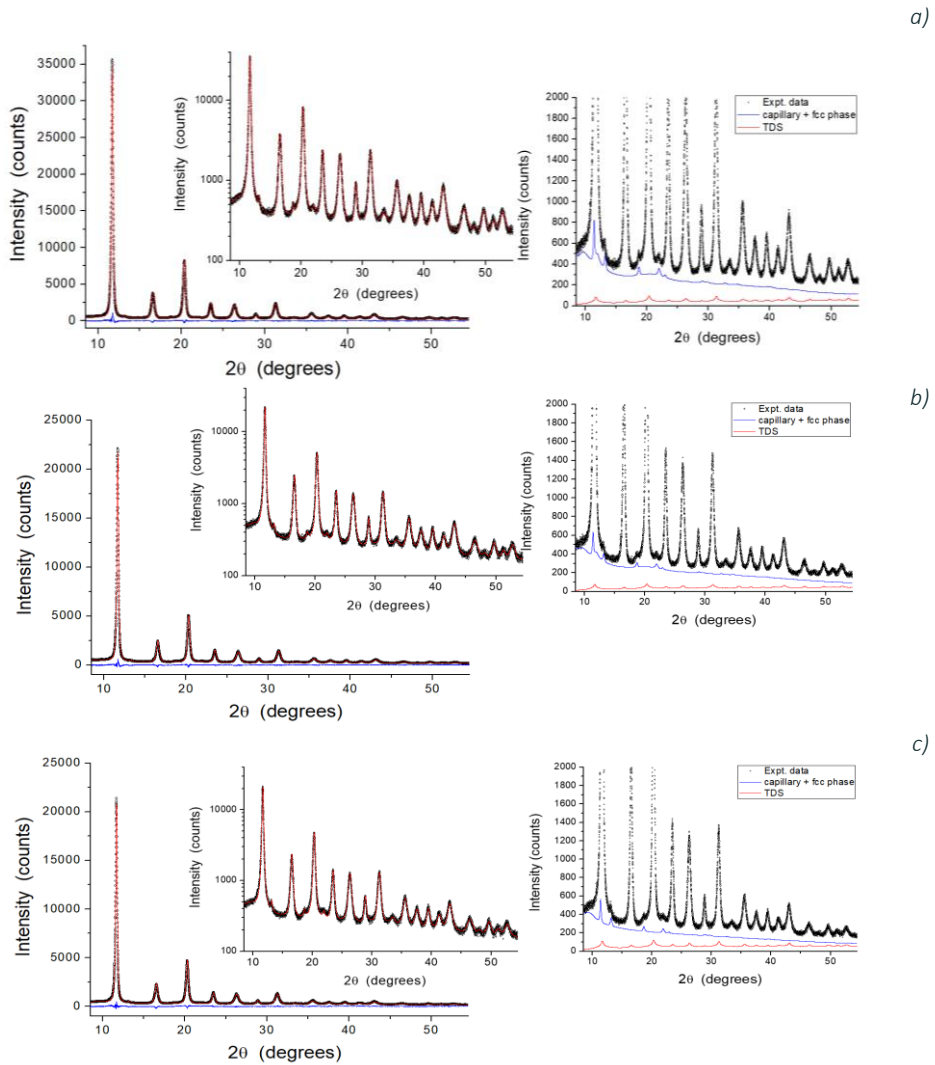 a)
35000
30000
25000
20000
15000
10000
5000
0
Intensity (counts)
10 20 30 40 50
2θ (degrees)
10000
1000
100
Intensity (counts)
10 20 30 40 50
2θ (degrees)
2000
1800
1600
1400
1200
1000
800
600
400
200
0
Intensity (counts)
Expt. data
capillary + fcc phase
TDS
10 20 30 40 50
2θ (degrees)
b)
25000
20000
15000
10000
5000
0
Intensity (counts)
10 20 30 40 50
2θ (degrees)
10000
1000
100
Intensity (counts)
10 20 30 40 50
2θ (degrees)
2000
1800
1600
1400
1200
1000
800
600
400
200
0
Intensity (counts)
Expt. data
capillary + fcc phase
TDS
10 20 30 40 50
2θ (degrees)
c)
25000
20000
15000
10000
5000
0
Intensity (counts)
10 20 30 40 50
2θ (degrees)
10000
1000
100
Intensity (counts)
10 20 30 40 50
2θ (degrees)
2000
1800
1600
1400
1200
1000
800
600
400
200
0
Intensity (counts)
Expt. data
capillary + fcc phase
TDS
10 20 30 40 50
2θ (degrees)